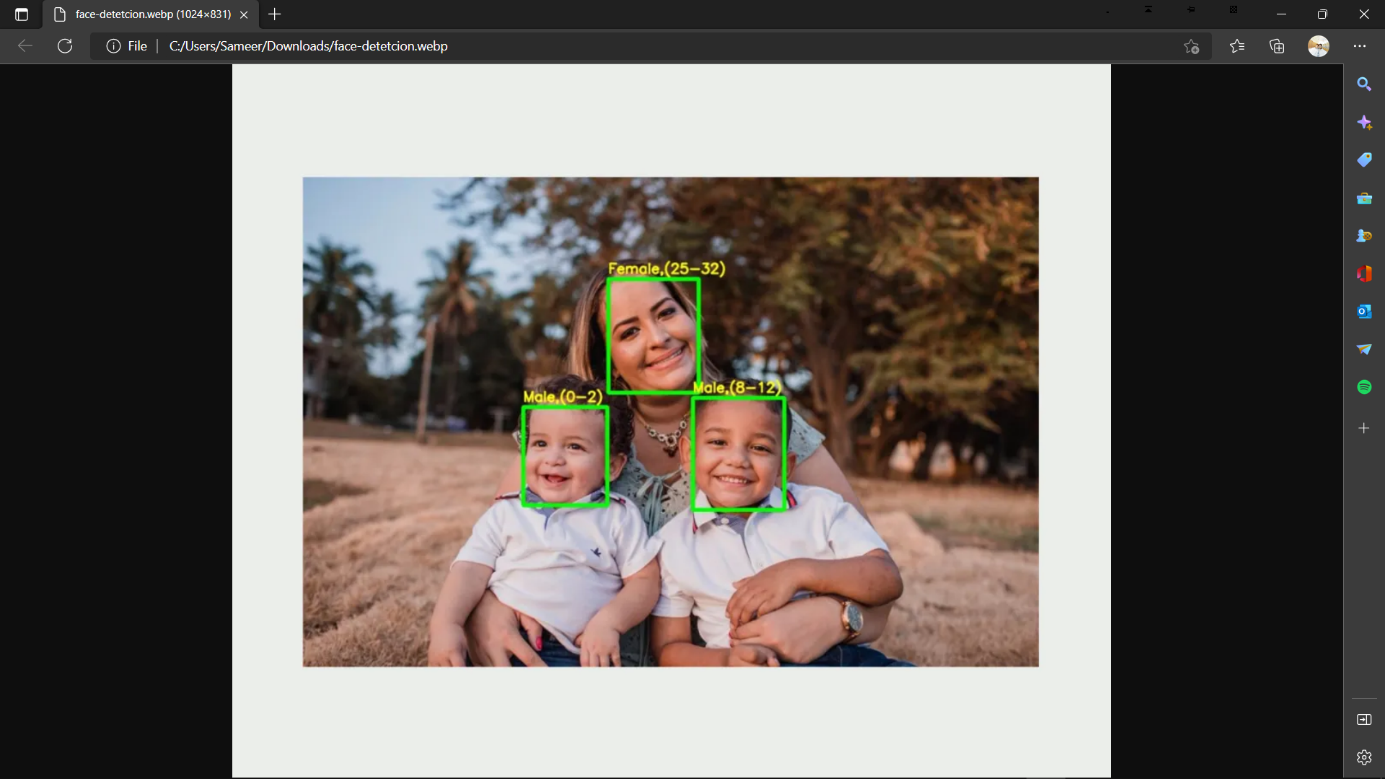 face-detetcion.webp (1024×831)
File
C:/Users/Sameer/Downloads/face-detetcion.webp
Female,(25-32)
Male,(8-12)
Male,(0-2)